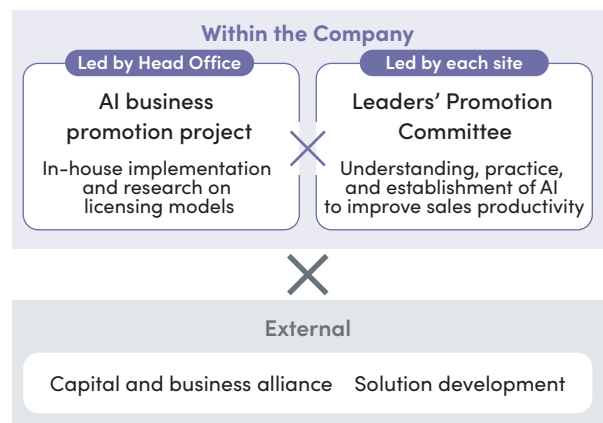 Within the Company
Led by Head Office
AI business
promotion project
In-house implementation
and research on
licensing models
Led by each site
Leaders’ Promotion
Committee
Understanding, practice,
and establishment of AI
to improve sales productivity
External
Capital and business alliance
Solution development